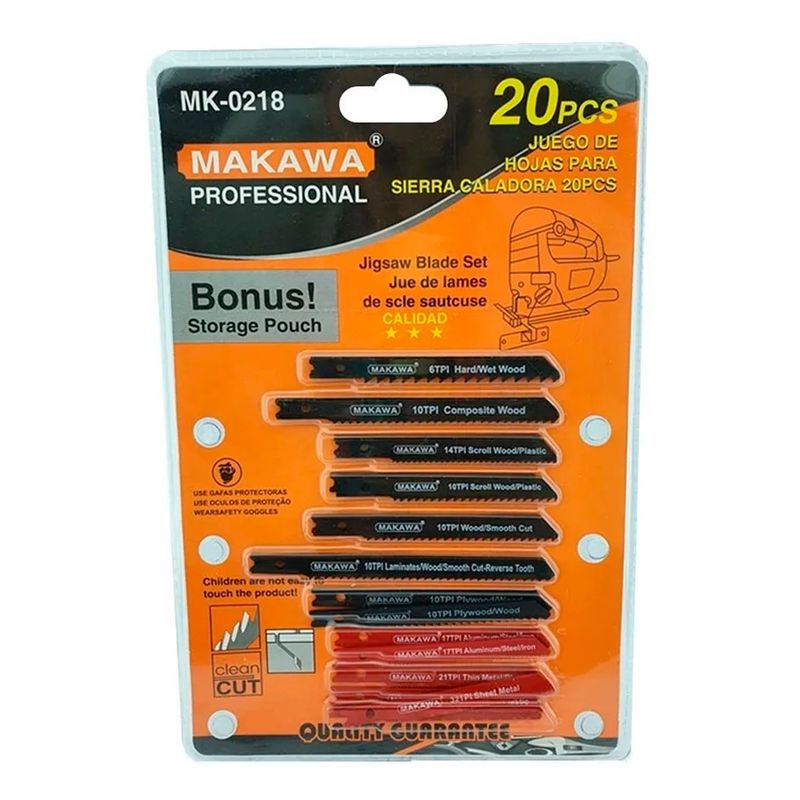 MK-0218
MAKAWA®
PROFESSIONAL
20PCS
JUEGO DE
HOJAS PARA
SIERRA CALADORA 20PCS
Bonus!
Storage Pouch
Jigsaw Blade Set
Jue de lames
de scle sautcuse
CALIDAD
MAKAWA® 6TPI Hard/Wet Wood
MAKAWA® 10TPI Composite Wood
MAKAWA® 14TPI Scroll Wood/Plastic
MAKAWA® 10TPI Scroll Wood/Plastic
MAKAWA® 10TPI Wood/Smooth Cut
MAKAWA® 10TPI Laminates/Wood/Smooth Cut-Reverse Tooth
10TPI Plywood/Wood
MAKAWA 10TPI Plywood/Wood
MAKAWA 17TPI Aluminum/Steel/Iron
MAKAWA 17TPI Aluminum/Steel/Iron
MAKAWA 21TPI Thin Metal
32TPI Sheet Metal
MAKAWA
USE GAFAS PROTECTORAS
USE OCULOS DE PROTEÇÃO
WEARSAFETY GOGGLES
Children are not easy to
touch the product!
clean
CUT
QUALITY GUARANTEE